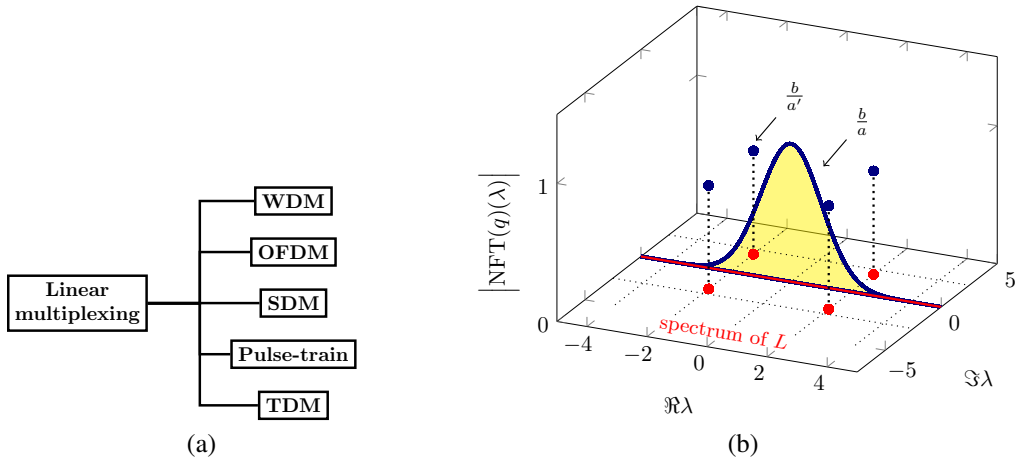 Linear
multiplexing
WDM
OFDM
SDM
Pulse-train
TDM
(a)
|NFT(q)(λ)|
0
1
b/a′
b/a
spectrum of L
−4
−2
0
2
4
ℜλ
−5
0
5
ℑλ
(b)